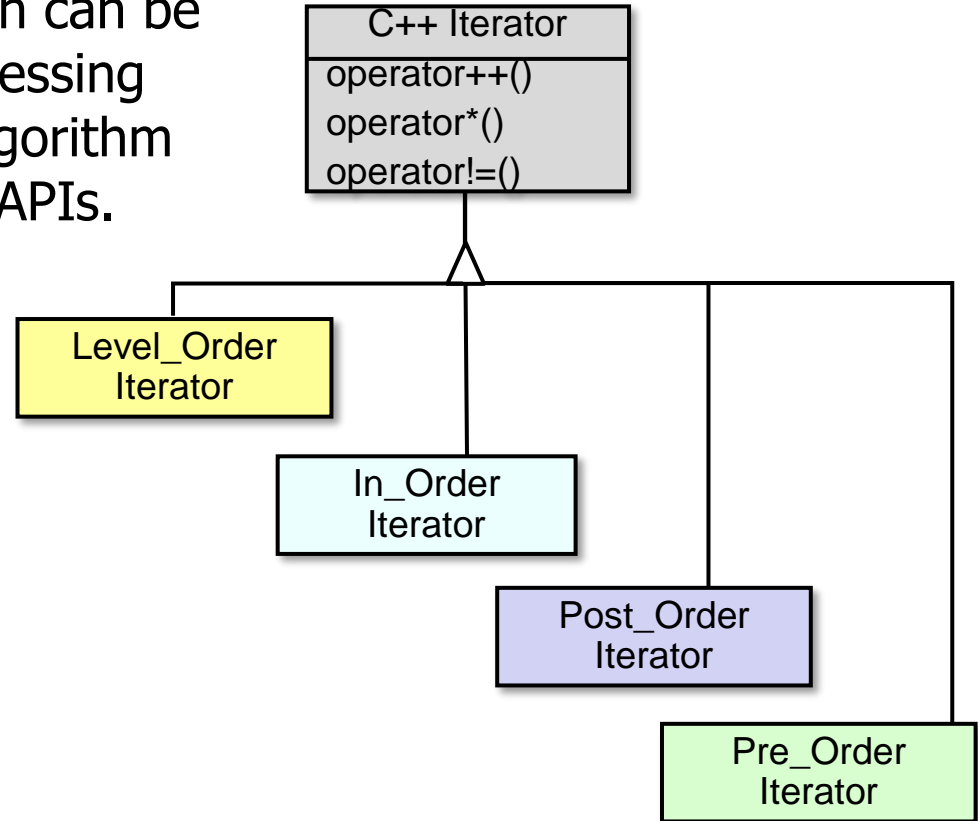 n can be
essing
gorithm
APIs.
C++ Iterator
operator++()
operator*()
operator!=()
Level_Order
Iterator
In_Order
Iterator
Post_Order
Iterator
Pre_Order
Iterator